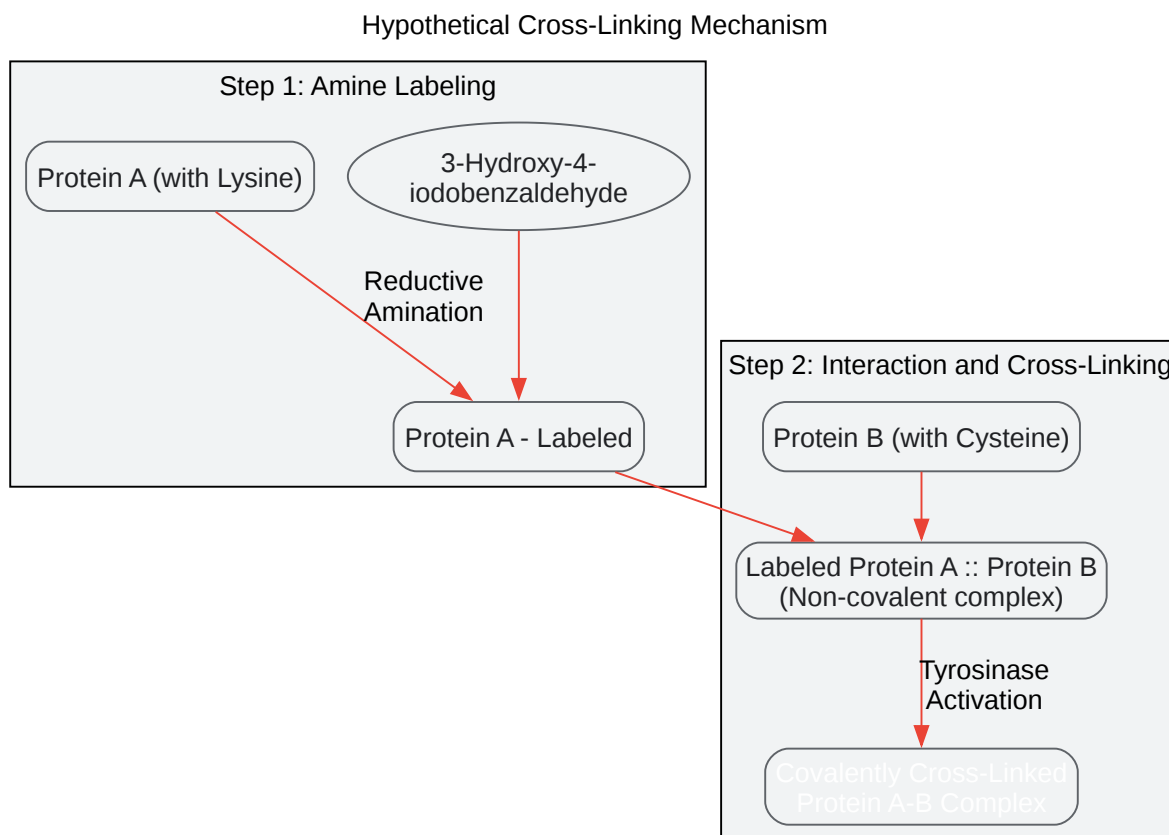 Hypothetical Cross-Linking Mechanism
Step 1: Amine Labeling
Protein A (with Lysine)
3-Hydroxy-4-
iodobenzaldehyde
Reductive
Amination
Protein A - Labeled
Step 2: Interaction and Cross-Linking
Protein B (with Cysteine)
Labeled Protein A :: Protein B
(Non-covalent complex)
Tyrosinase
Activation
Covalently Cross-Linked
Protein A-B Complex